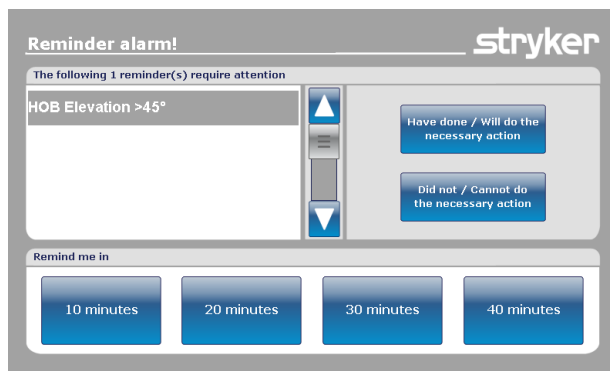 Reminder alarm!
stryker
The following 1 reminder(s) require attention
HOB Elevation >45°
Have done / Will do the
necessary action
Did not / Cannot do
the necessary action
Remind me in
10 minutes
20 minutes
30 minutes
40 minutes